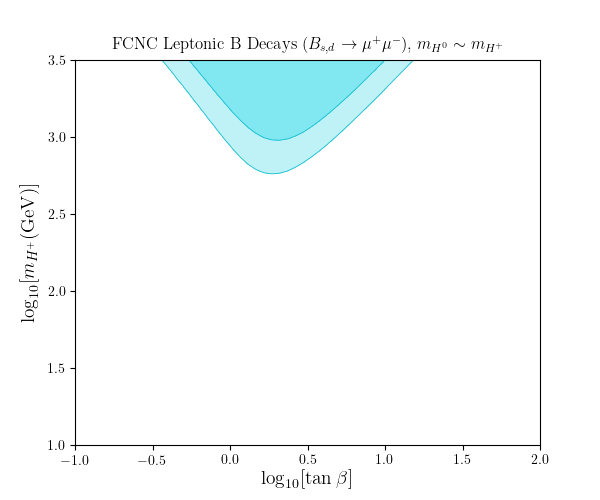 FCNC Leptonic B Decays (B_{s,d} → μ⁺μ⁻), m_{H⁰} ∼ m_{H⁺}
3.5
3.0
2.5
2.0
1.5
1.0
log₁₀[m_{H⁺}(GeV)]
−1.0 −0.5 0.0 0.5 1.0 1.5 2.0
log₁₀[tan β]